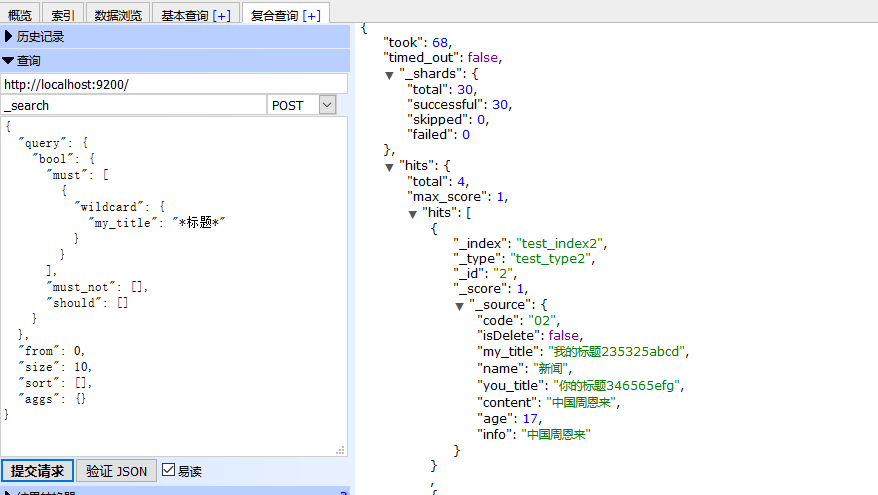 概览 索引 数据浏览 基本查询 [+] 复合查询 [+]
历史记录
查询
http://localhost:9200/
_search POST
{
"query": {
"bool": {
"must": [
{
"wildcard": {
"my_title": "*标题*"
}
}
],
"must_not": [],
"should": []
}
},
"from": 0,
"size": 10,
"sort": [],
"aggs": {}
}
提交请求 验证 JSON 易读
{
"took": 68,
"timed_out": false,
"_shards": {
"total": 30,
"successful": 30,
"skipped": 0,
"failed": 0
},
"hits": {
"total": 4,
"max_score": 1,
"hits": [
{
"_index": "test_index2",
"_type": "test_type2",
"_id": "2",
"_score": 1,
"_source": {
"code": "02",
"isDelete": false,
"my_title": "我的标题235325abcd",
"name": "新闻",
"you_title": "你的标题346565efg",
"content": "中国周恩来",
"age": 17,
"info": "中国周恩来"
}
}
,
{